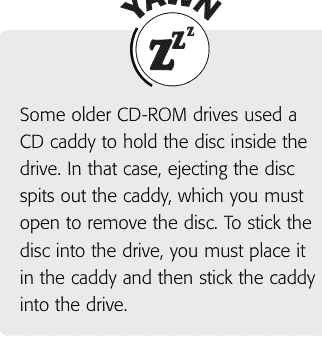 YAWN
ZZZ
Some older CD-ROM drives used a
CD caddy to hold the disc inside the
drive. In that case, ejecting the disc
spits out the caddy, which you must
open to remove the disc. To stick the
disc into the drive, you must place it
in the caddy and then stick the caddy
into the drive.